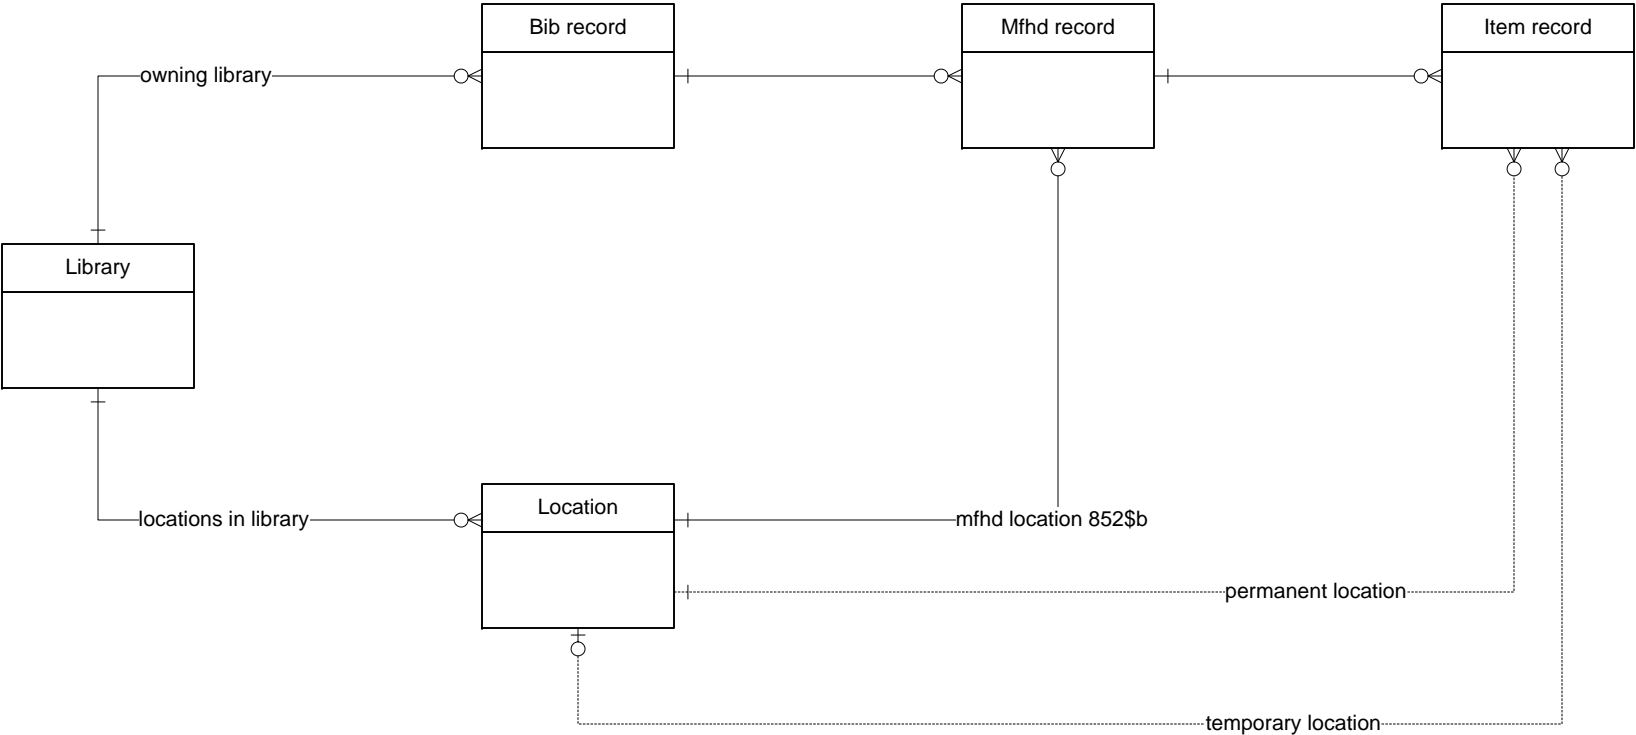 Bib record
Mfhd record
Item record
owning library
Library
Location
locations in library
mfhd location 852$b
permanent location
temporary location